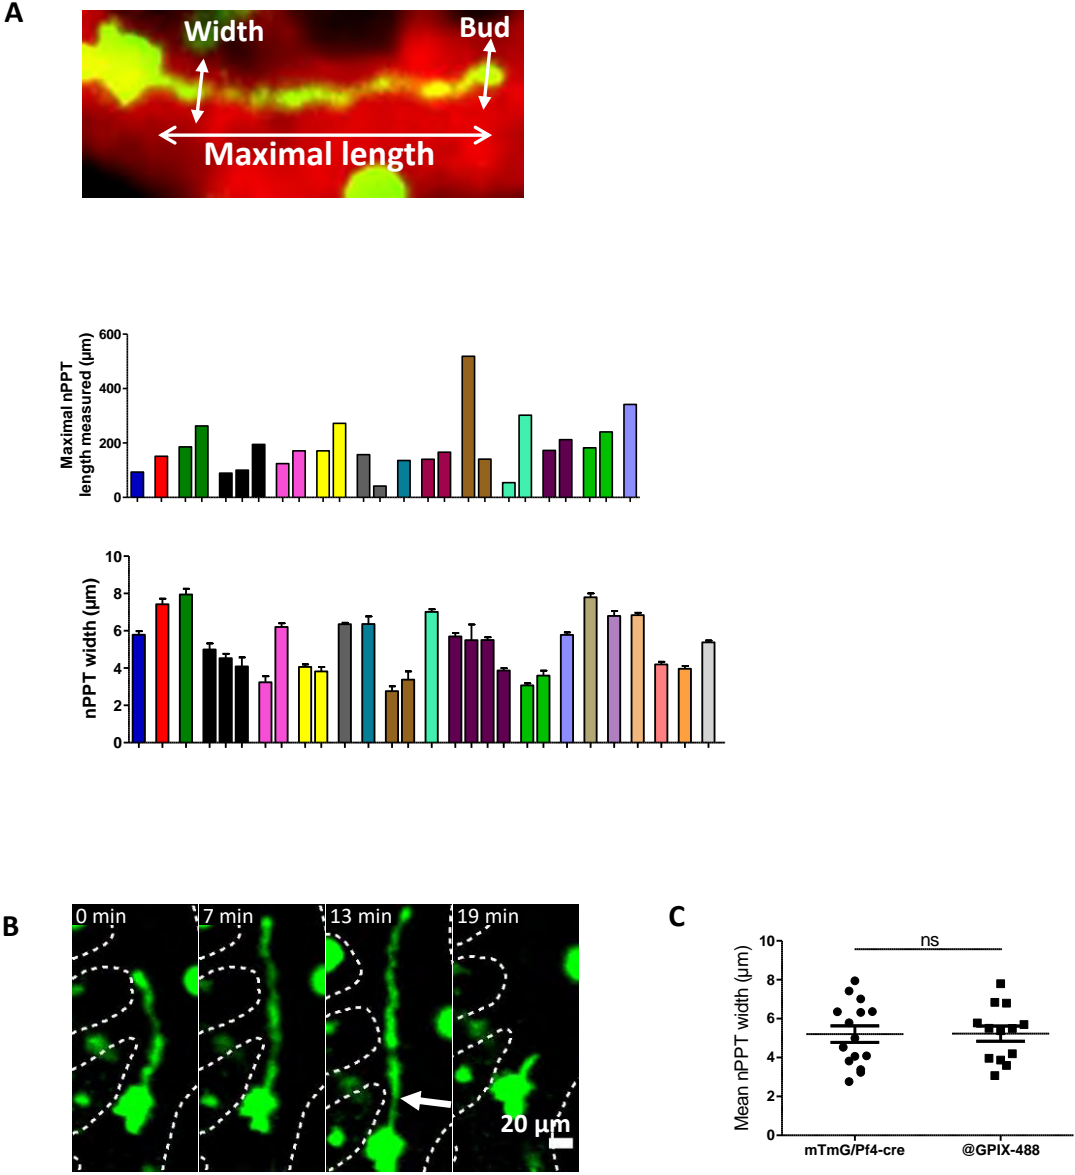 A
Width
Bud
Maximal length
Maximal nPPT
length measured (µm)
600
400
200
0
nPPT width (µm)
10
8
6
4
2
0
B
0 min
7 min
13 min
19 min
20 µm
C
Mean nPPT width (µm)
10
8
6
4
2
0
ns
mTmG/Pf4-cre
@GPIX-488